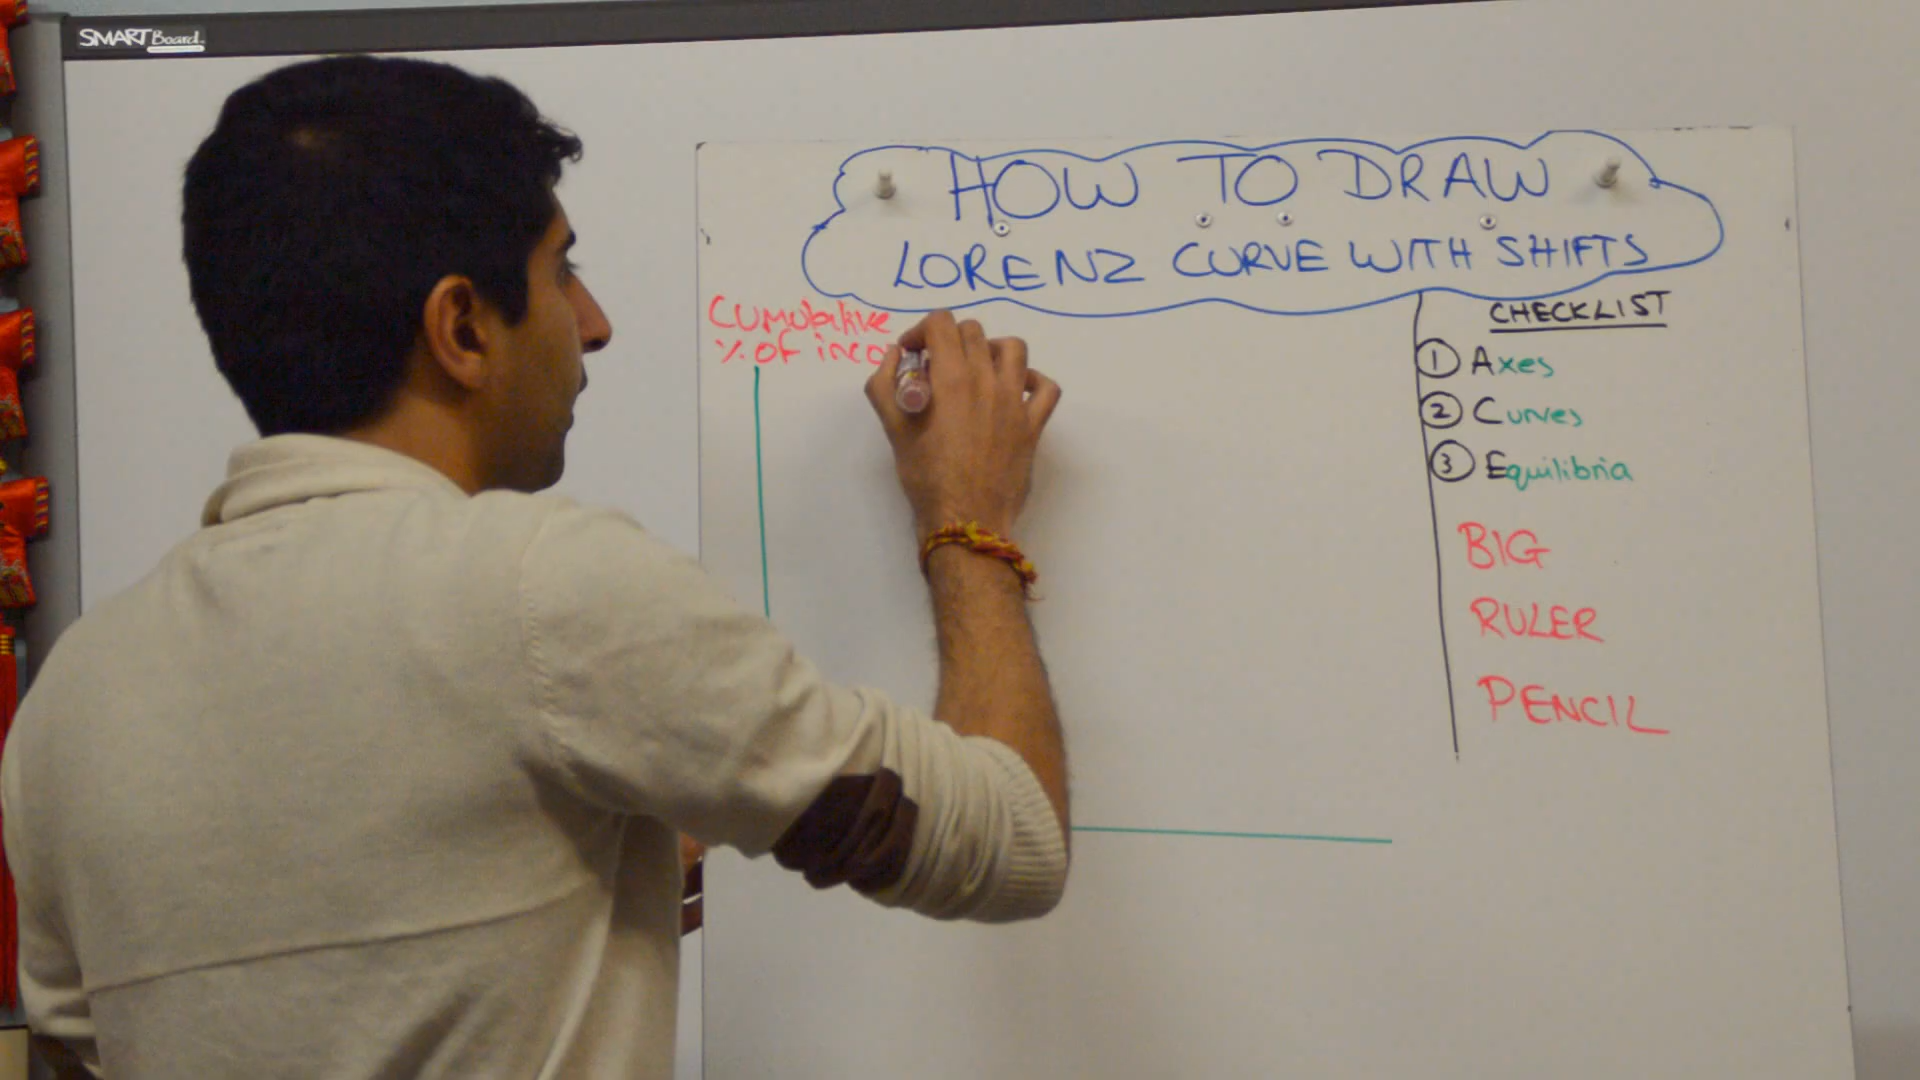 SMART Board
HOW TO DRAW
LORENZ CURVE WITH SHIFTS
Cumulative
% of inco
CHECKLIST
1 Axes
2 Curves
3 Equilibria
BIG
RULER
PENCIL